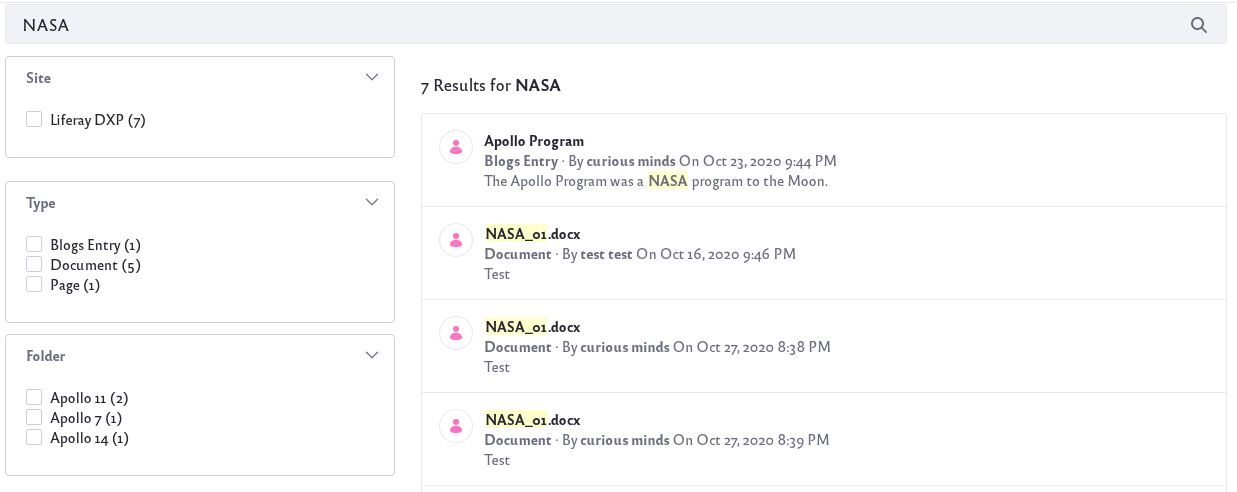 NASA
Site
Liferay DXP (7)
Type
Blogs Entry (1)
Document (5)
Page (1)
Folder
Apollo 11 (2)
Apollo 7 (1)
Apollo 14 (1)
7 Results for NASA
Apollo Program
Blogs Entry · By curious minds On Oct 23, 2020 9:44 PM
The Apollo Program was a NASA program to the Moon.
NASA_01.docx
Document · By test test On Oct 16, 2020 9:46 PM
Test
NASA_01.docx
Document · By curious minds On Oct 27, 2020 8:38 PM
Test
NASA_01.docx
Document · By curious minds On Oct 27, 2020 8:39 PM
Test